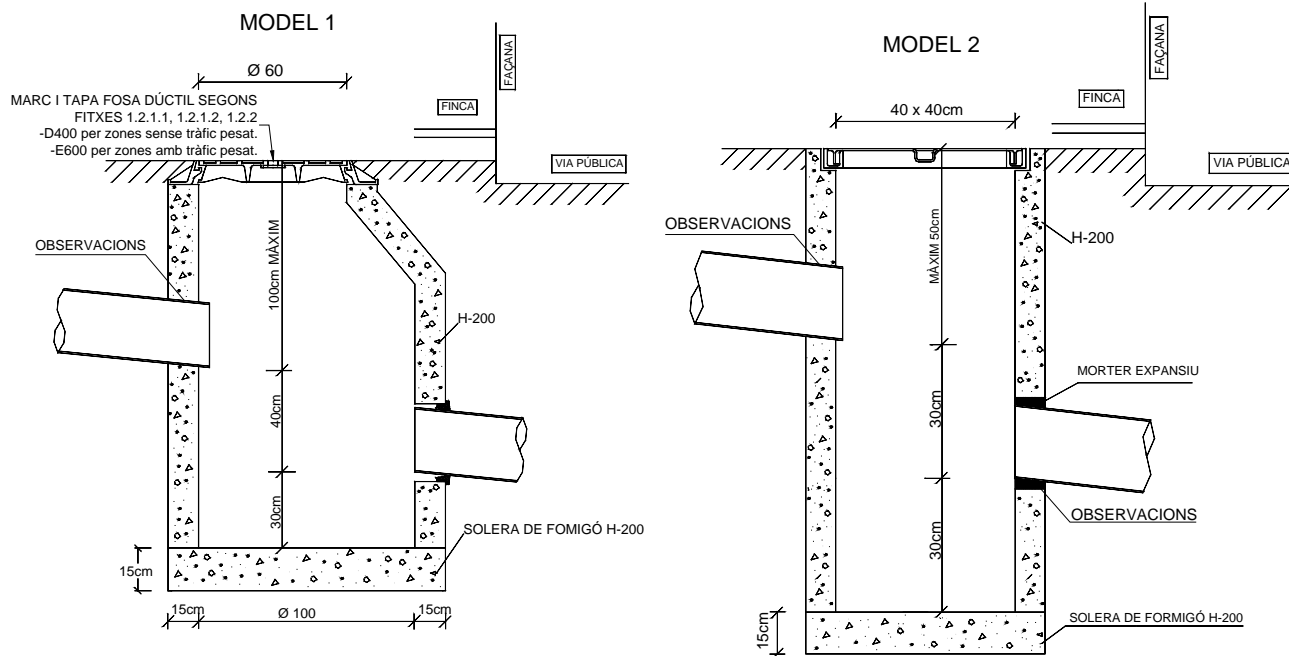 MODEL 1
Ø 60
MARC I TAPA FOSA DÚCTIL SEGONS
FITXES 1.2.1.1, 1.2.1.2, 1.2.2
-D400 per zones sense tràfic pesat.
-E600 per zones amb tràfic pesat.
FAÇANA
FINCA
VIA PÚBLICA
OBSERVACIONS
100cm MÀXIM
H-200
40cm
30cm
SOLERA DE FOMIGÓ H-200
15cm
15cm
Ø 100
15cm
MODEL 2
40 x 40cm
FAÇANA
FINCA
VIA PÚBLICA
OBSERVACIONS
MÀXIM 50cm
H-200
MORTER EXPANSIU
30cm
OBSERVACIONS
30cm
SOLERA DE FORMIGÓ H-200
15cm